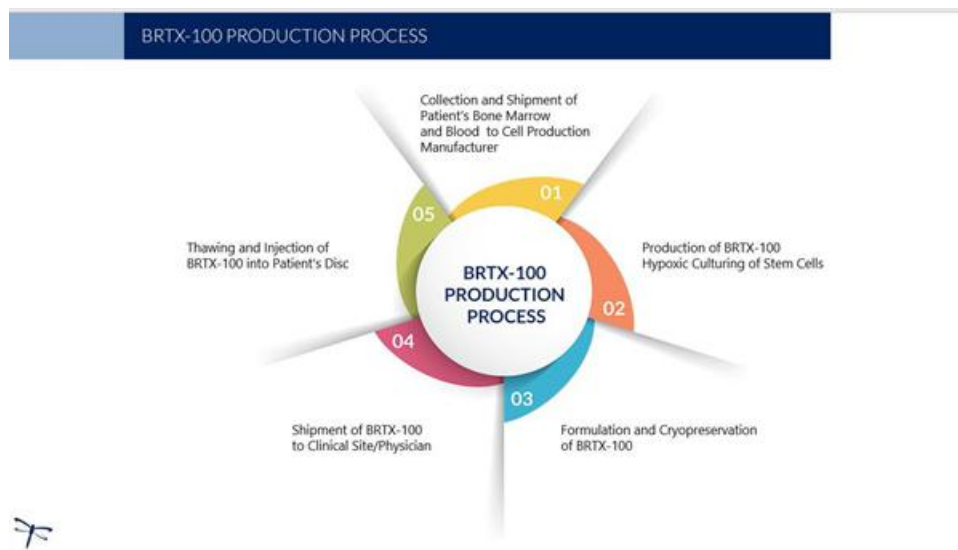 BRTX-100 PRODUCTION PROCESS
Collection and Shipment of
Patient's Bone Marrow
and Blood to Cell Production
Manufacturer
01
05
Thawing and Injection of
BRTX-100 into Patient's Disc
Production of BRTX-100
Hypoxic Culturing of Stem Cells
BRTX-100
PRODUCTION
PROCESS
02
04
03
Shipment of BRTX-100
to Clinical Site/Physician
Formulation and Cryopreservation
of BRTX-100